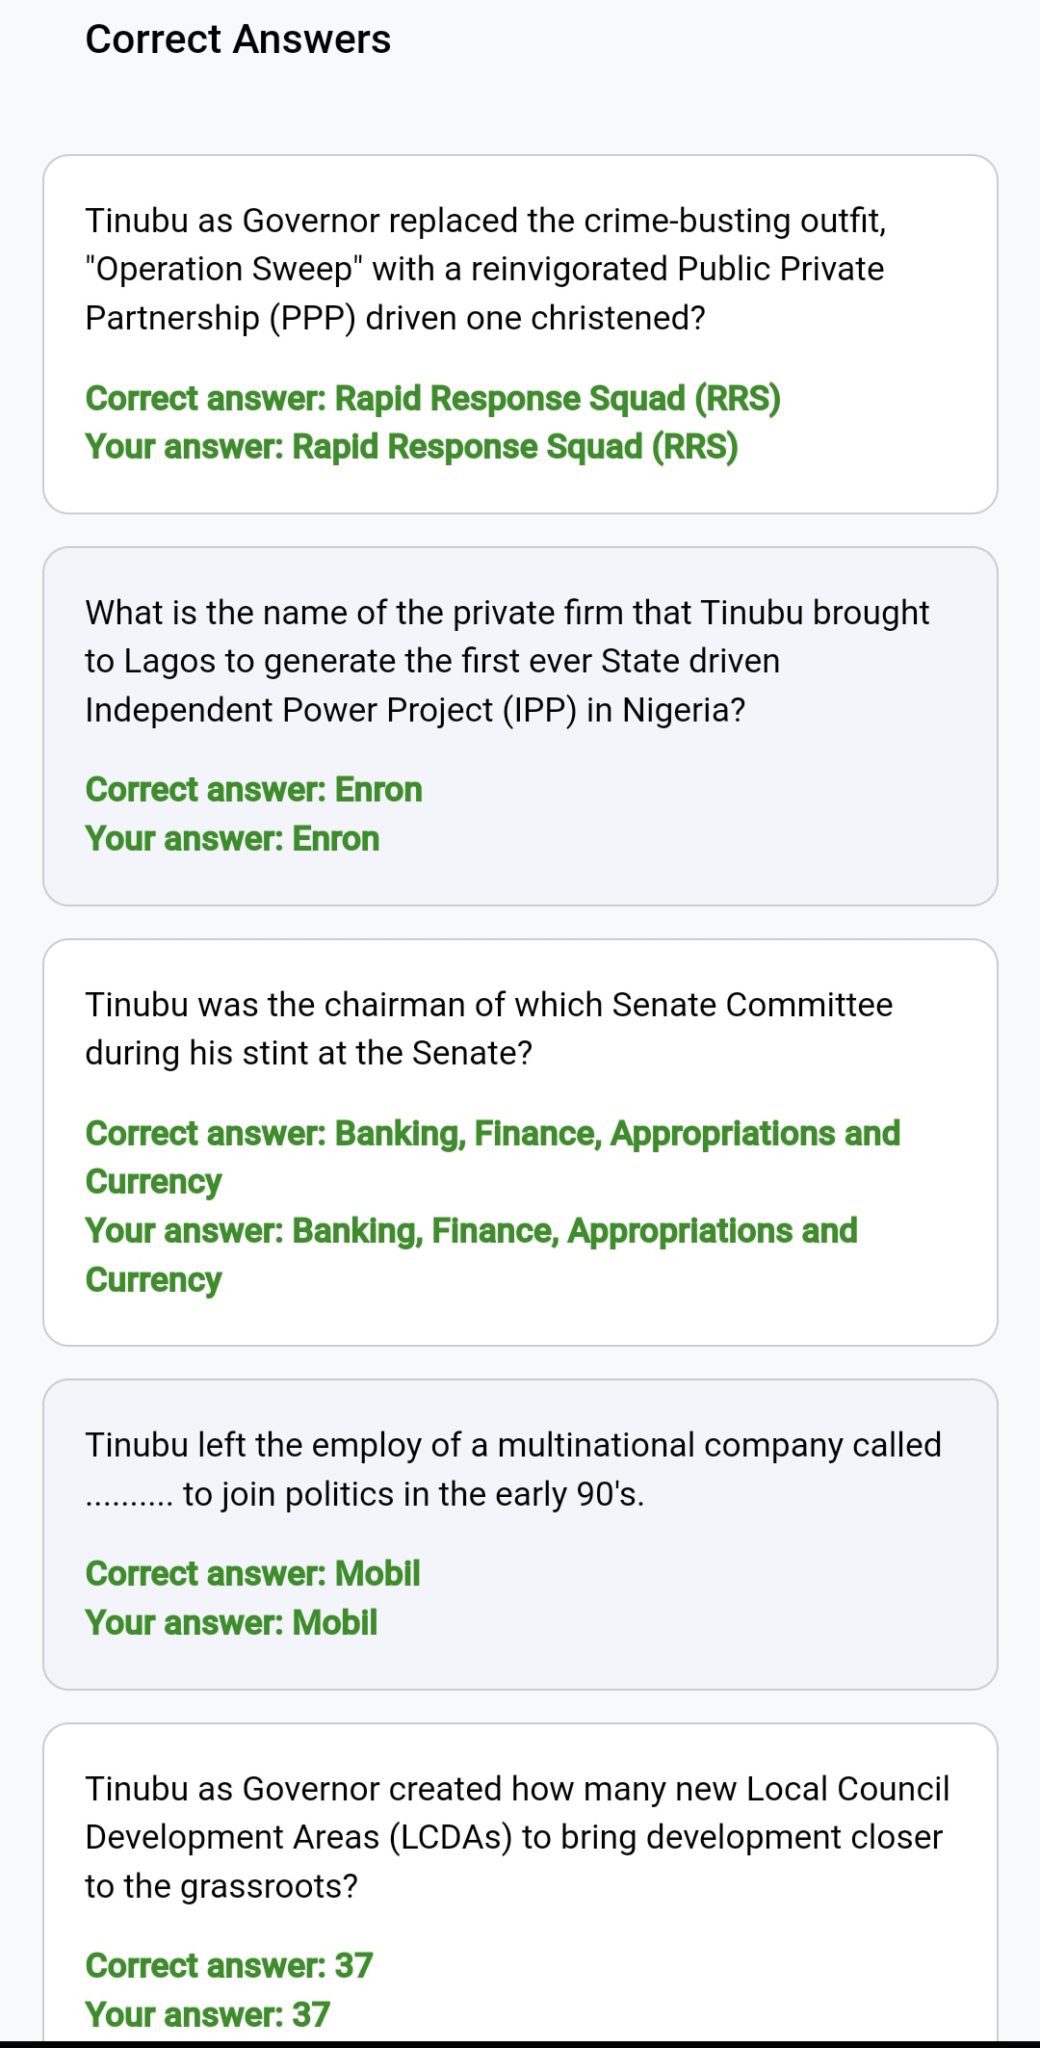 Correct Answers
Tinubu as Governor replaced the crime-busting outfit,
"Operation Sweep" with a reinvigorated Public Private
Partnership (PPP) driven one christened?
Correct answer: Rapid Response Squad (RRS)
Your answer: Rapid Response Squad (RRS)
What is the name of the private firm that Tinubu brought
to Lagos to generate the first ever State driven
Independent Power Project (IPP) in Nigeria?
Correct answer: Enron
Your answer: Enron
Tinubu was the chairman of which Senate Committee
during his stint at the Senate?
Correct answer: Banking, Finance, Appropriations and
Currency
Your answer: Banking, Finance, Appropriations and
Currency
Tinubu left the employ of a multinational company called
.......... to join politics in the early 90's.
Correct answer: Mobil
Your answer: Mobil
Tinubu as Governor created how many new Local Council
Development Areas (LCDAs) to bring development closer
to the grassroots?
Correct answer: 37
Your answer: 37